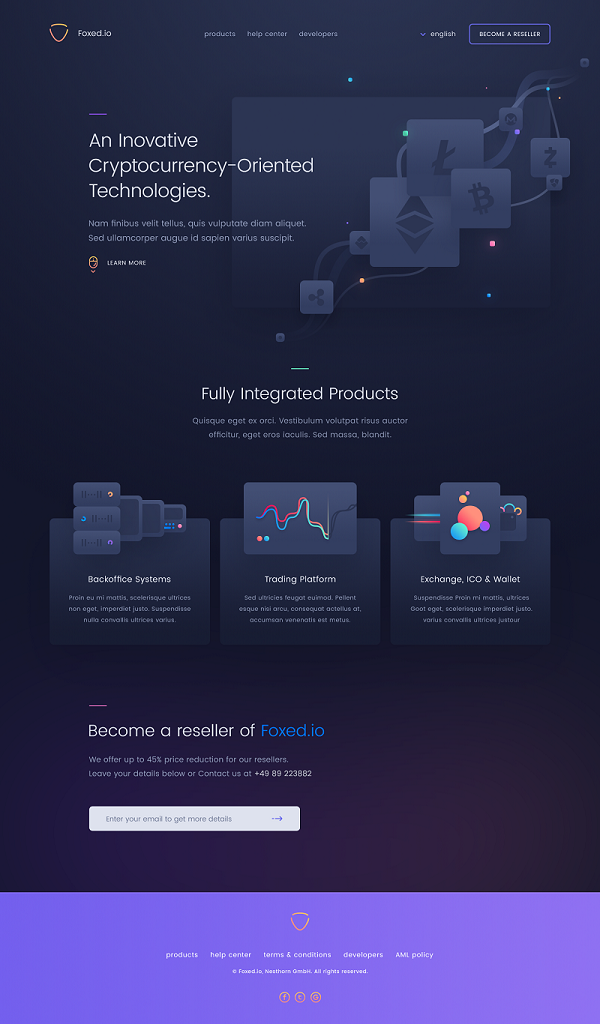 Foxed.io
products help center developers
english
BECOME A RESELLER
An Inovative
Cryptocurrency-Oriented
Technologies.
Nam finibus velit tellus, quis vulputate diam aliquet.
Sed ullamcorper augue id sapien varius suscipit.
LEARN MORE
Fully Integrated Products
Quisque eget ex orci. Vestibulum volutpat risus auctor
efficitur, eget eros iaculis. Sed massa, blandit.
Backoffice Systems
Proin eu mi mattis, scelerisque ultrices
non eget, imperdiet justo. Suspendisse
nulla convallis ultrices varius.
Trading Platform
Sed ultricies feugat euimod. Pellent
esque nisi arcu, consequat actellus at,
accumsan venenatis est metus.
Exchange, ICO & Wallet
Suspendisse Proin mi mattis, ultrices
Goot eget, scelerisque imperdiet justo.
varius convallis ultrices justour
Become a reseller of Foxed.io
We offer up to 45% price reduction for our resellers.
Leave your details below or Contact us at +49 89 223882
Enter your email to get more details
products help center terms & conditions developers AML policy
© Foxed.io, Nesthorn GmbH. All rights reserved.